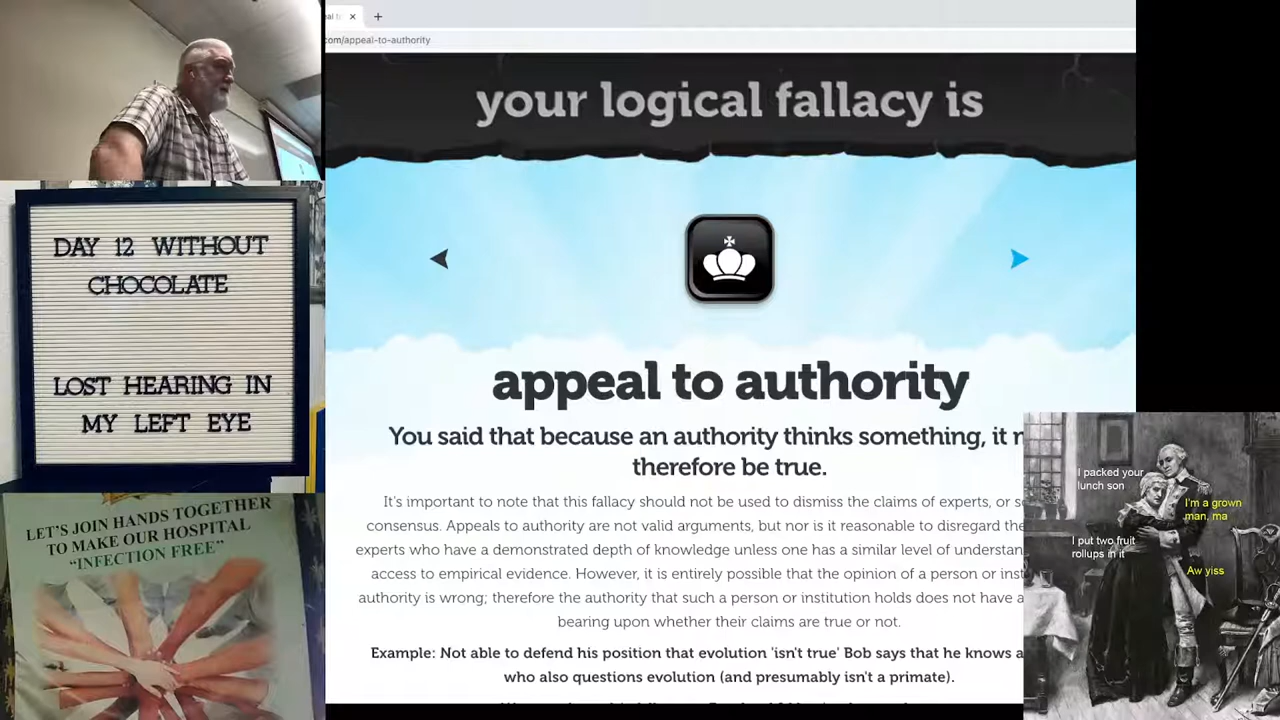 DAY 12 WITHOUT
CHOCOLATE
LOST HEARING IN
MY LEFT EYE
LET'S JOIN HANDS TOGETHER
TO MAKE OUR HOSPITAL
"INFECTION FREE"
com/appeal-to-authority
your logical fallacy is
appeal to authority
You said that because an authority thinks something, it
therefore be true.
It's important to note that this fallacy should not be used to dismiss the claims of experts, or
consensus. Appeals to authority are not valid arguments, but nor is it reasonable to disregard the
experts who have a demonstrated depth of knowledge unless one has a similar level of
access to empirical evidence. However, it is entirely possible that the opinion of a person or
authority is wrong; therefore the authority that such a person or institution holds does not have
bearing upon whether their claims are true or not.
Example: Not able to defend his position that evolution 'isn't true' Bob says that he knows
who also questions evolution (and presumably isn't a primate).
I packed your
lunch son
I'm a grown
man, ma
I put two fruit
rollups in it
Aw yiss